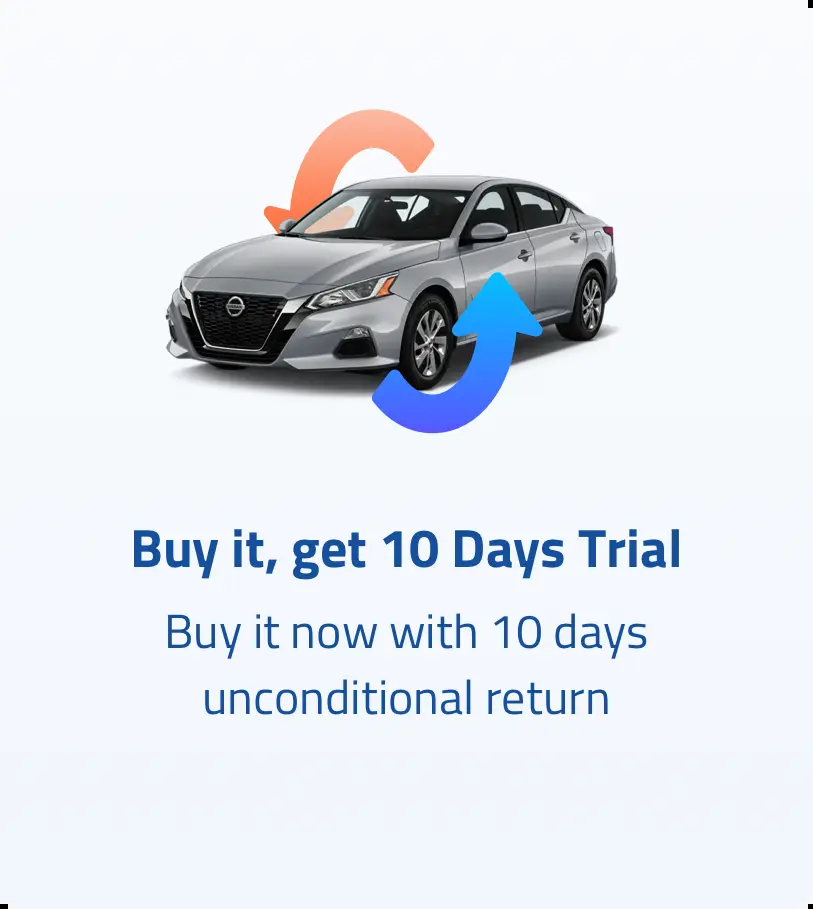 Buy it, get 10 Days Trial
Buy it now with 10 days
unconditional return